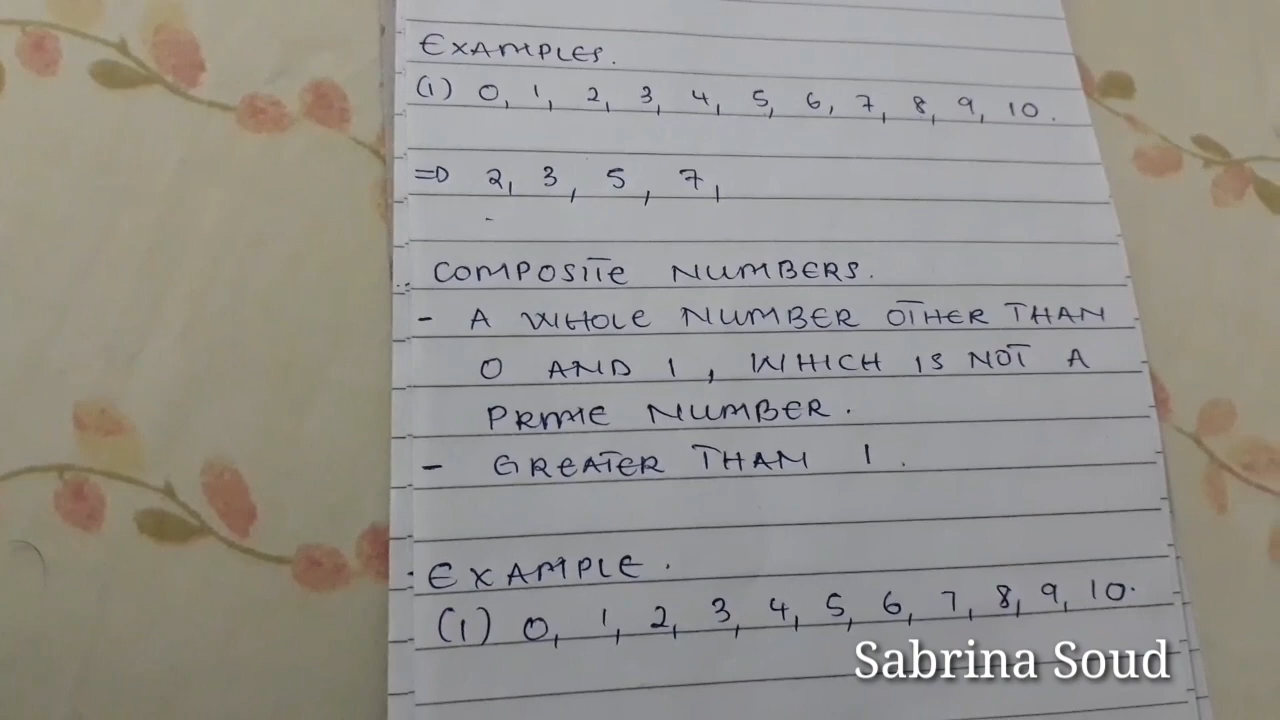 EXAMPLES.
(1) 0, 1, 2, 3, 4, 5, 6, 7, 8, 9, 10.
⇒ 2, 3, 5, 7,
COMPOSITE NUMBERS.
- A WHOLE NUMBER OTHER THAN
0 AND 1, WHICH IS NOT A
PRIME NUMBER.
- GREATER THAN 1.
EXAMPLE.
(1) 0, 1, 2, 3, 4, 5, 6, 7, 8, 9, 10.
Sabrina Soud